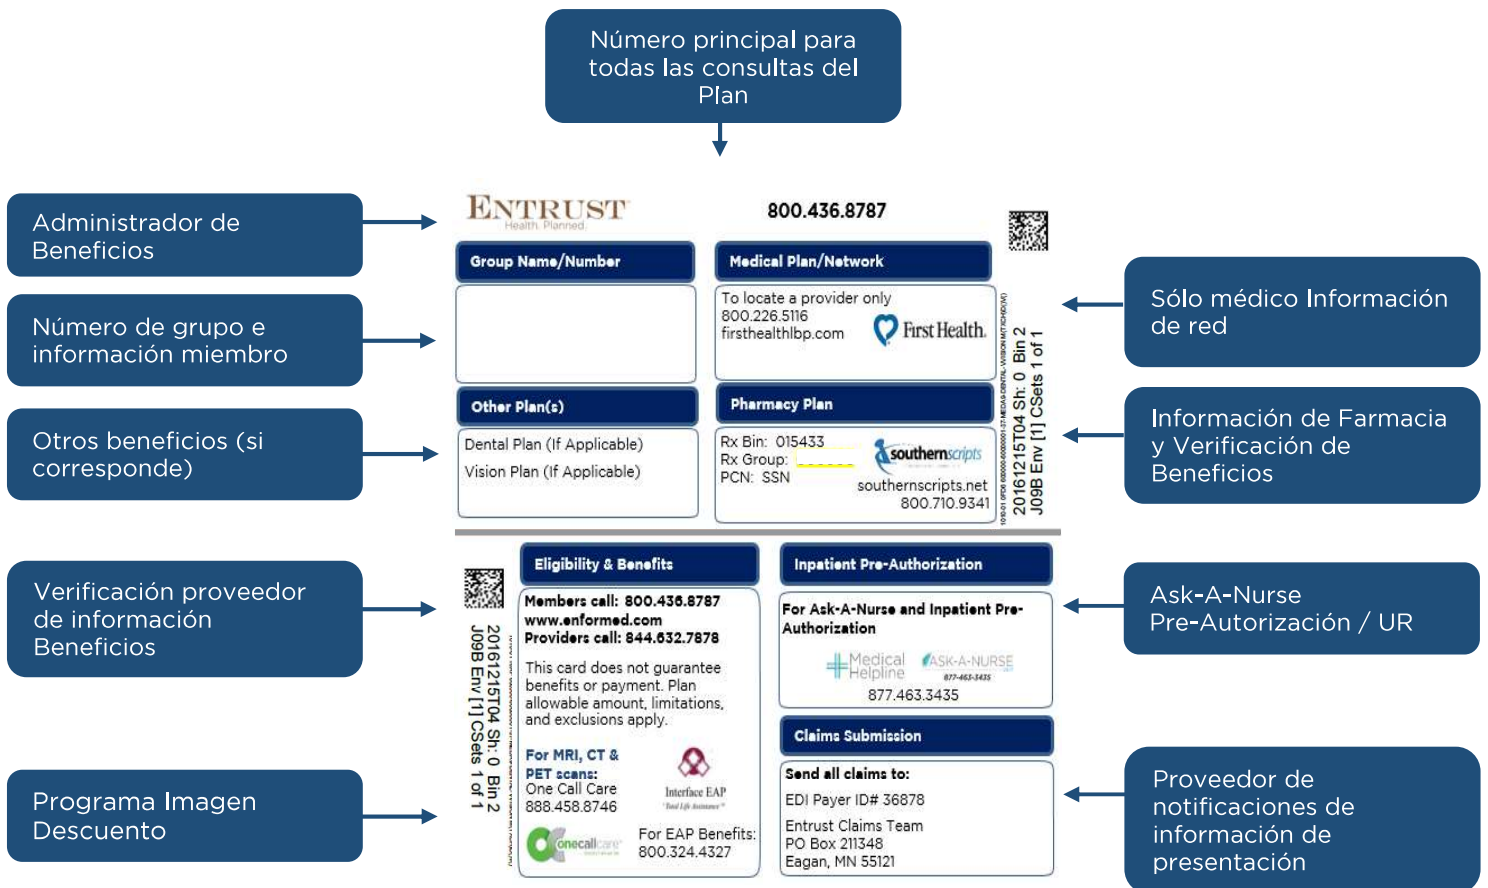 Número principal para
todas las consultas del
Plan
Administrador de
Beneficios
Número de grupo e
información miembro
Otros beneficios (si
corresponde)
ENTRUST
Health. Planned.
800.436.8787
Group Name/Number
Medical Plan/Network
To locate a provider only
800.226.5116
firsthealthlbp.com
First Health.
Other Plan(s)
Dental Plan (If Applicable)
Vision Plan (If Applicable)
Pharmacy Plan
Rx Bin: 015433
Rx Group:
PCN: SSN
southernscripts
southernscripts.net
800.710.9341
20161215T04 Sh: 0 Bin 2
J09B Env [1] CSets 1 of 1
Sólo médico Información
de red
Información de Farmacia
y Verificación de
Beneficios
Verificación proveedor
de información
Beneficios
Programa Imagen
Descuento
20161215T04 Sh: 0 Bin 2
J09B Env [1] CSets 1 of 1
Eligibility & Benefits
Members call: 800.436.8787
www.enformed.com
Providers call: 844.632.7878
This card does not guarantee
benefits or payment. Plan
allowable amount, limitations,
and exclusions apply.
For MRI, CT &
PET scans:
One Call Care
888.458.8746
onecallcare
Interface EAP
"Total Life Assistance"
For EAP Benefits:
800.324.4327
Inpatient Pre-Authorization
For Ask-A-Nurse and Inpatient Pre-
Authorization
Medical
Helpline
ASK-A-NURSE
877-463-3435
877.463.3435
Claims Submission
Send all claims to:
EDI Payer ID# 36878
Entrust Claims Team
PO Box 211348
Eagan, MN 55121
Ask-A-Nurse
Pre-Autorización / UR
Proveedor de
notificaciones de
información de
presentación